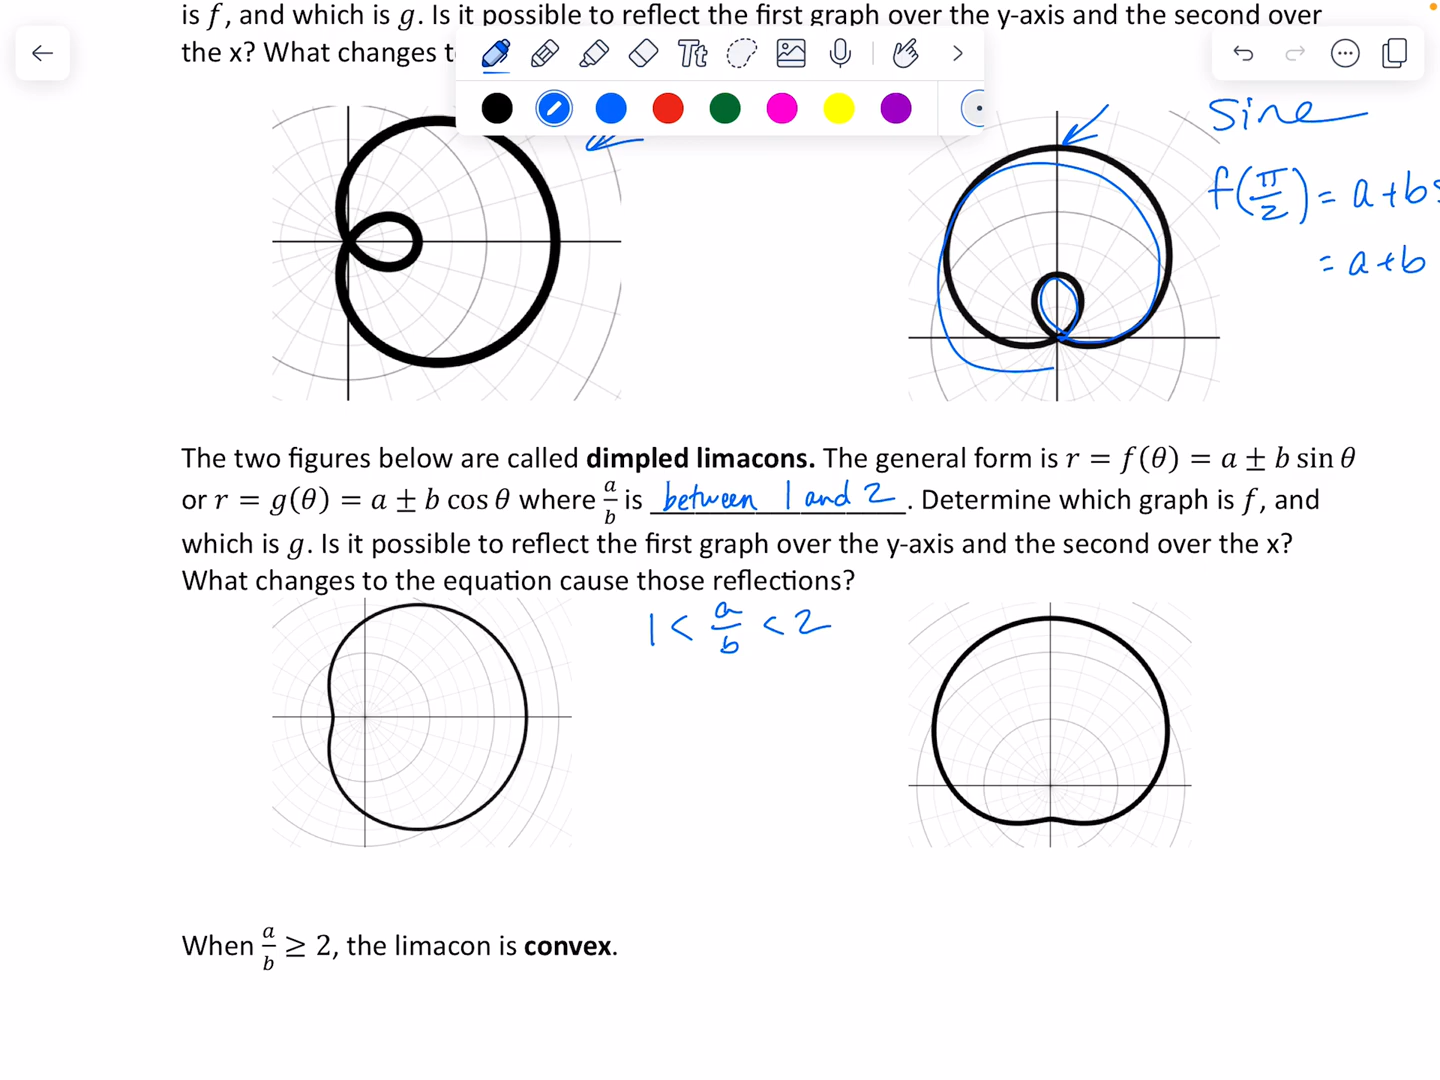 is f, and which is g. Is it possible to reflect the first graph over the y-axis and the second over
the x? What changes t
Tt
Sine
f(π/2) = a+bs
= a+b
The two figures below are called dimpled limacons. The general form is r = f(θ) = a ± b sin θ
or r = g(θ) = a ± b cos θ where a/b is between 1 and 2. Determine which graph is f, and
which is g. Is it possible to reflect the first graph over the y-axis and the second over the x?
What changes to the equation cause those reflections?
1 < a/b < 2
When a/b ≥ 2, the limacon is convex.